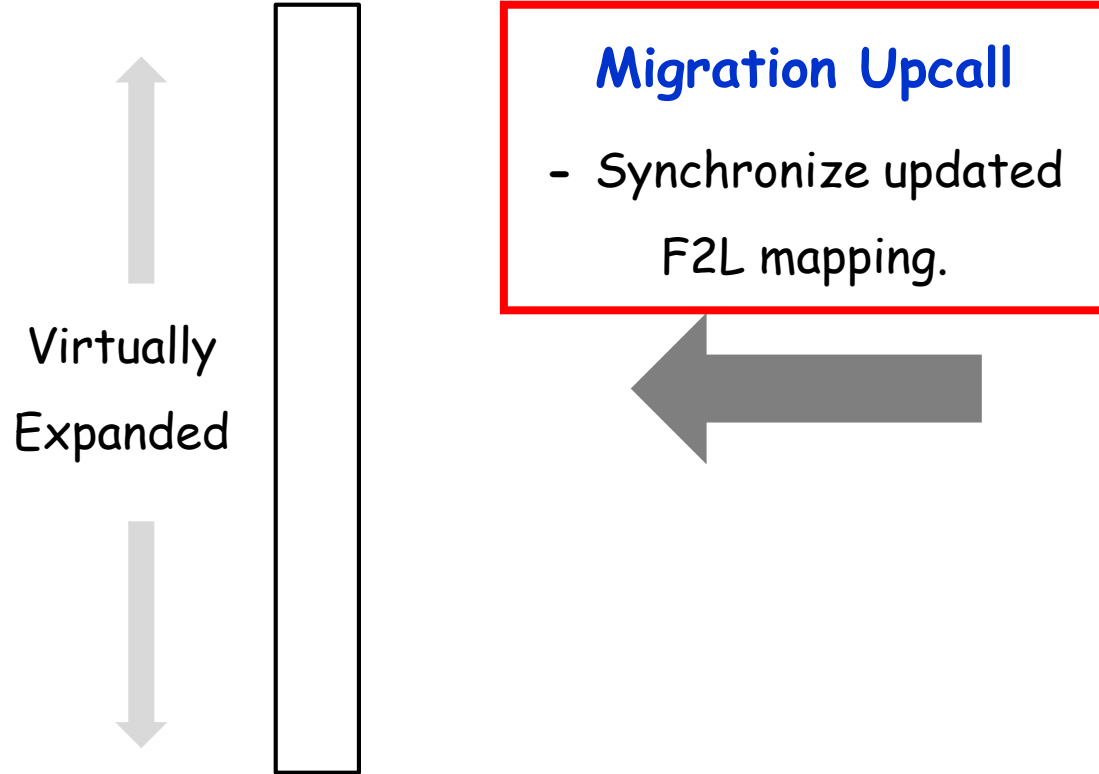 Migration Upcall
- Synchronize updated
F2L mapping.
Virtually
Expanded